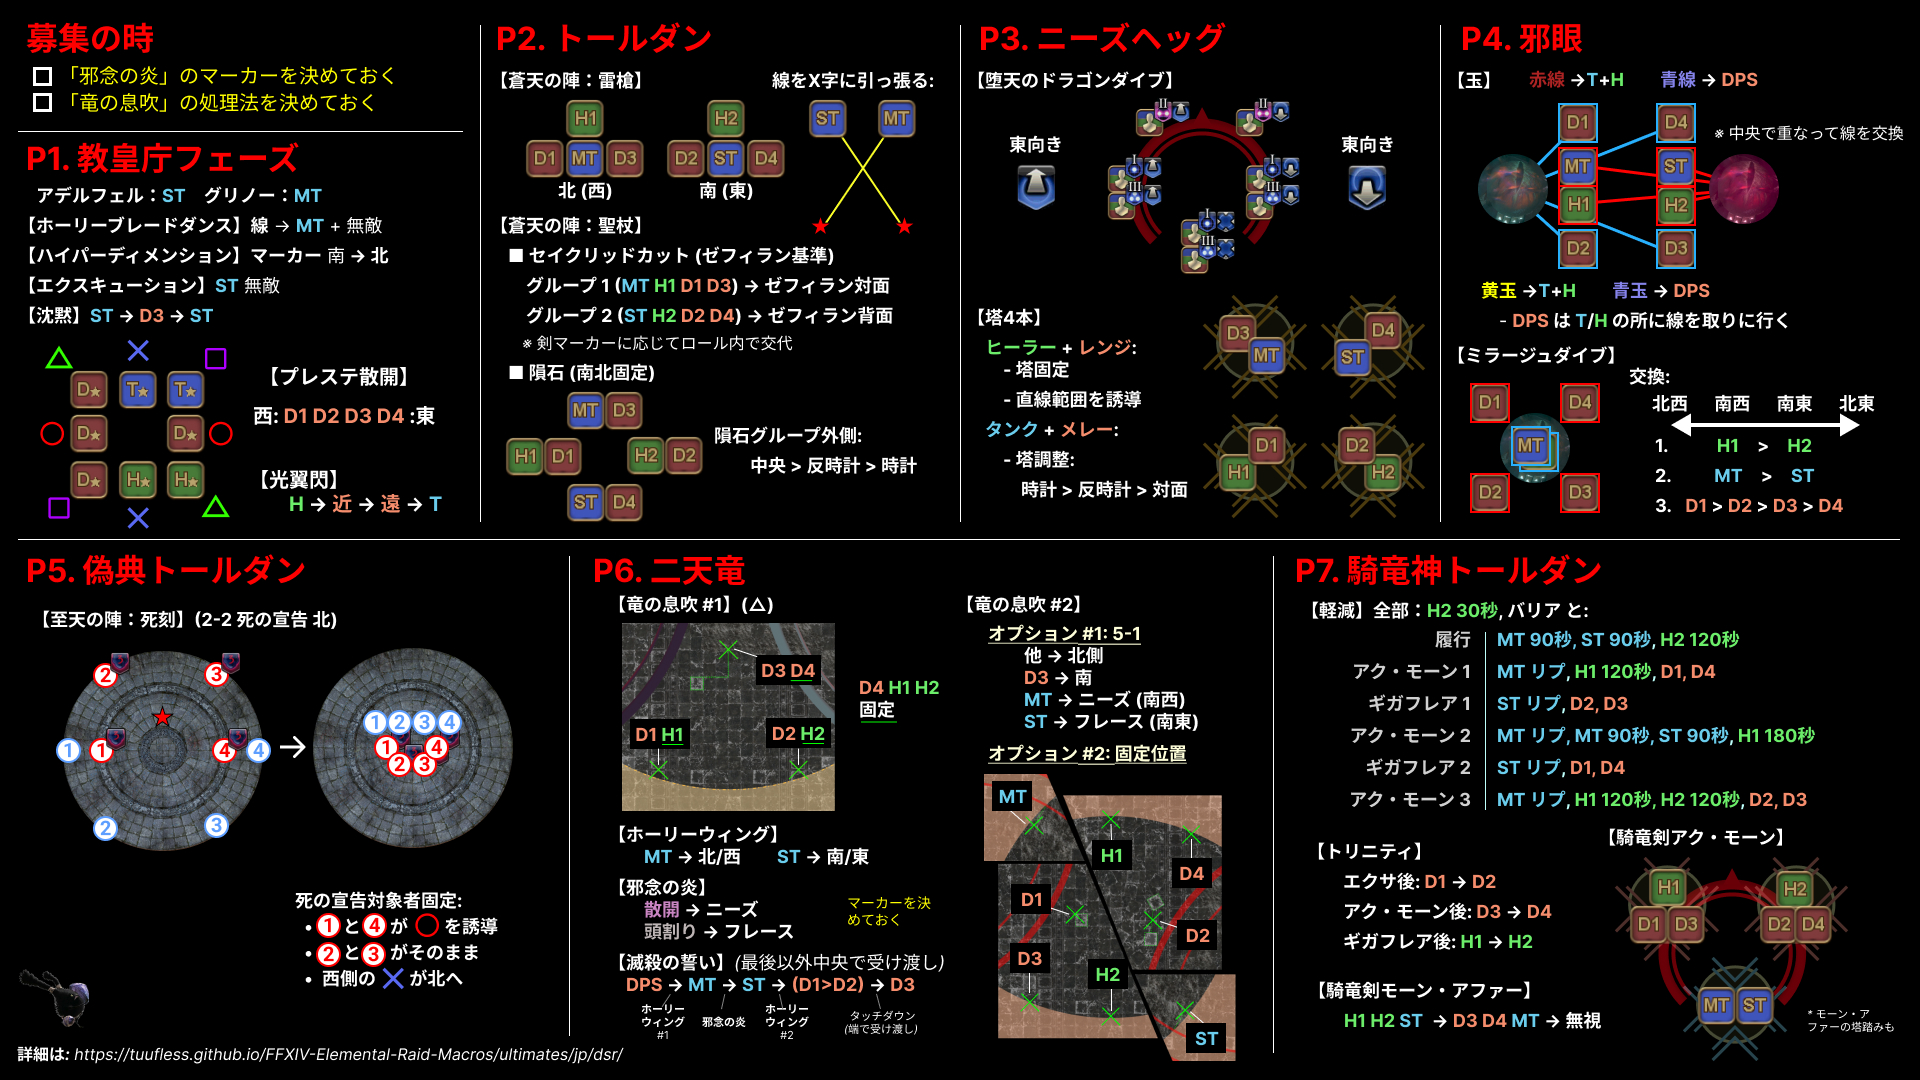 募集の時
「邪念の炎」のマーカーを決めておく
「竜の息吹」の処理法を決めておく
P1. 教皇庁フェーズ
アデルフェル：ST グリノー：MT
【ホーリーブレードダンス】線 → MT + 無敵
【ハイパーディメンション】マーカー 南 → 北
【エクスキューション】ST 無敵
【沈黙】ST → D3 → ST
D★ T★ T★
D★ D★
D★ H★ H★
【プレステ散開】
西: D1 D2 D3 D4 :東
【光翼閃】
H → 近 → 遠 → T
P2. トールダン
【蒼天の陣：雷槍】
線をX字に引っ張る:
H1
D1 MT D3
北 (西)
H2
D2 ST D4
南 (東)
ST MT
★ ★
【蒼天の陣：聖杖】
■ セイクリッドカット (ゼフィラン基準)
グループ 1 (MT H1 D1 D3) → ゼフィラン対面
グループ 2 (ST H2 D2 D4) → ゼフィラン背面
※ 剣マーカーに応じてロール内で交代
■ 隕石 (南北固定)
MT D3
H1 D1 H2 D2
ST D4
隕石グループ外側:
中央 > 反時計 > 時計
P3. ニーズヘッグ
【堕天のドラゴンダイブ】
東向き
東向き
II II
I I
III III
I
III
【塔4本】
ヒーラー + レンジ:
- 塔固定
- 直線範囲を誘導
タンク + メレー:
- 塔調整:
時計 > 反時計 > 対面
D3 MT
D4 ST
D1 H1
D2 H2
P4. 邪眼
【玉】 赤線 →T+H 青線 → DPS
D1 D4
MT ST
H1 H2
D2 D3
※ 中央で重なって線を交換
黄玉 →T+H 青玉 → DPS
- DPS は T/H の所に線を取りに行く
【ミラージュダイブ】
D1 D4
MT
D2 D3
交換:
北西 南西 南東 北東
1. H1 > H2
2. MT > ST
3. D1 > D2 > D3 > D4
P5. 偽典トールダン
【至天の陣：死刻】(2-2 死の宣告 北)
2 3
★
1 1 4 4
2 3
→
1 2 3 4
1 4
2 3
死の宣告対象者固定:
• 1 と 4 が ◯ を誘導
• 2 と 3 がそのまま
• 西側の ✕ が北へ
詳細は: https://tuufless.github.io/FFXIV-Elemental-Raid-Macros/ultimates/jp/dsr/
P6. 二天竜
【竜の息吹 #1】(△)
D3 D4
D1 H1
D2 H2
D4 H1 H2
固定
【ホーリーウィング】
MT → 北/西 ST → 南/東
【邪念の炎】
散開 → ニーズ
頭割り → フレース
マーカーを決
めておく
【滅殺の誓い】(最後以外中央で受け渡し)
DPS → MT → ST → (D1>D2) → D3
ホーリー
ウィング
#1
邪念の炎
ホーリー
ウィング
#2
タッチダウン
(端で受け渡し)
【竜の息吹 #2】
オプション #1: 5-1
他 → 北側
D3 → 南
MT → ニーズ (南西)
ST → フレース (南東)
オプション #2: 固定位置
MT
H1
D4
D1
D2
D3
H2
ST
P7. 騎竜神トールダン
【軽減】全部：H2 30秒, バリア と:
履行 MT 90秒, ST 90秒, H2 120秒
アク・モーン 1 MT リプ, H1 120秒, D1, D4
ギガフレア 1 ST リプ, D2, D3
アク・モーン 2 MT リプ, MT 90秒, ST 90秒, H1 180秒
ギガフレア 2 ST リプ, D1, D4
アク・モーン 3 MT リプ, H1 120秒, H2 120秒, D2, D3
【トリニティ】
エクサ後: D1 → D2
アク・モーン後: D3 → D4
ギガフレア後: H1 → H2
【騎竜剣モーン・アファー】
H1 H2 ST → D3 D4 MT → 無視
【騎竜剣アク・モーン】
H1
D1 D3
H2
D2 D4
MT ST
* モーン・ア
ファーの塔踏みも